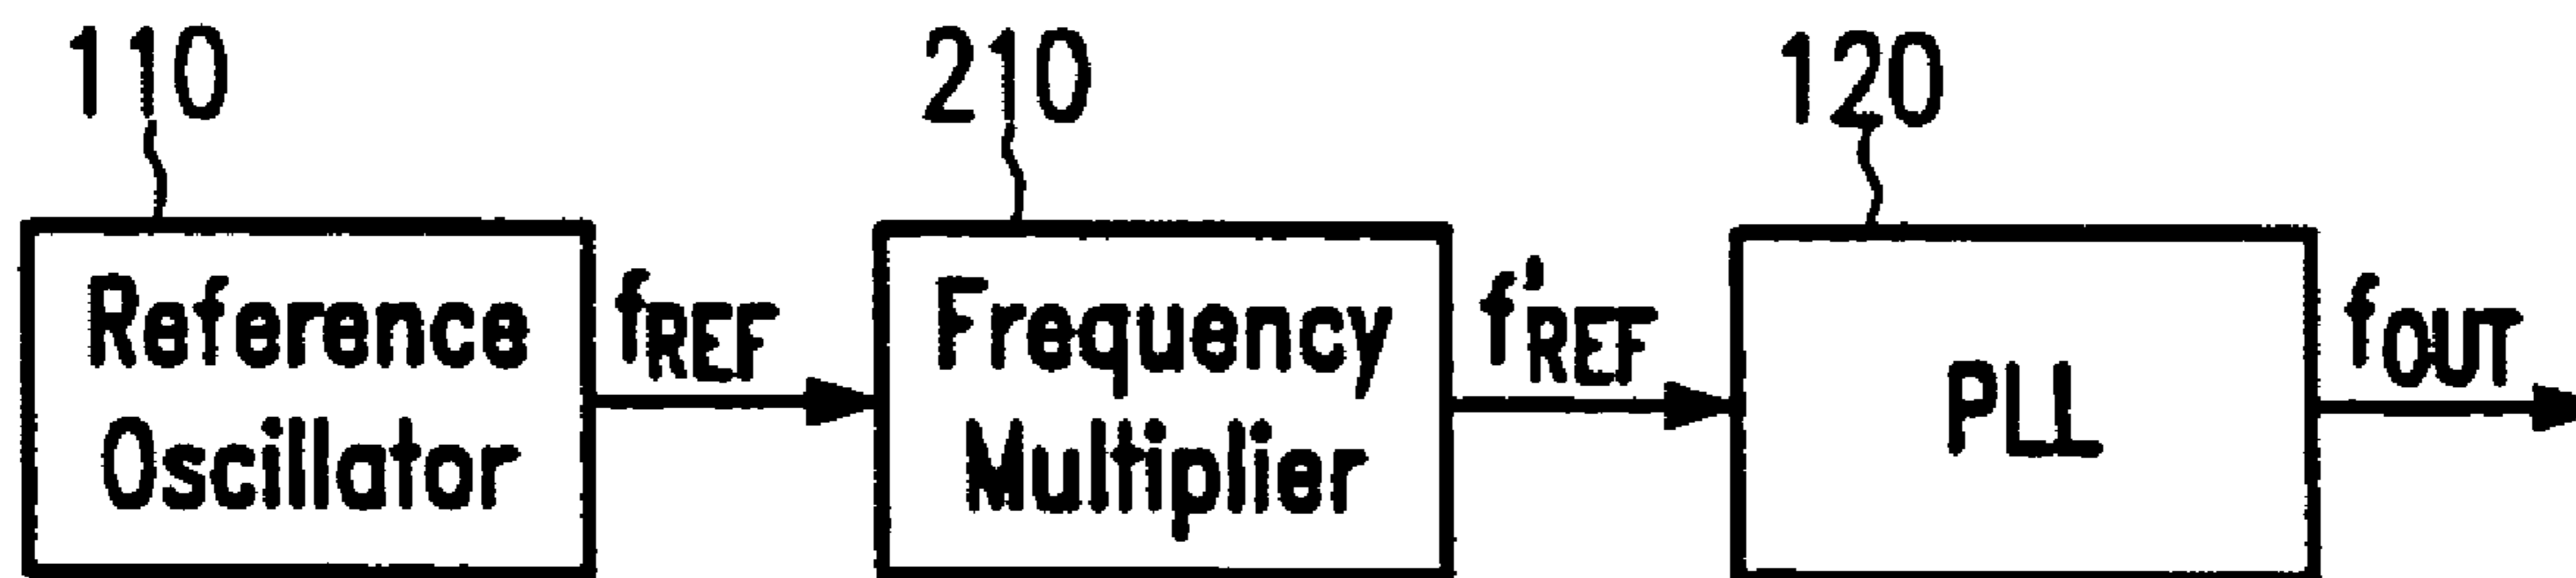 110
210
120
Reference
Oscillator
fREF
Frequency
Multiplier
f'REF
PLL
fOUT